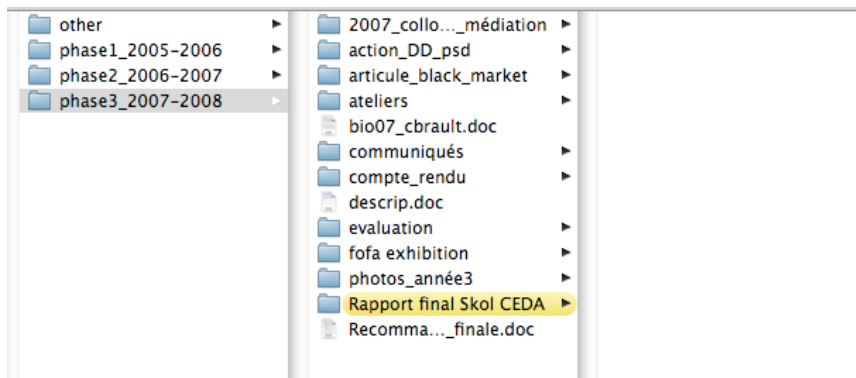 other
phase1_2005-2006
phase2_2006-2007
phase3_2007-2008
2007_collo..._médiation
action_DD_psd
articule_black_market
ateliers
bio07_cbrault.doc
communiqués
compte_rendu
descrip.doc
evaluation
fofa exhibition
photos_année3
Rapport final Skol CEDA
Recomma..._finale.doc